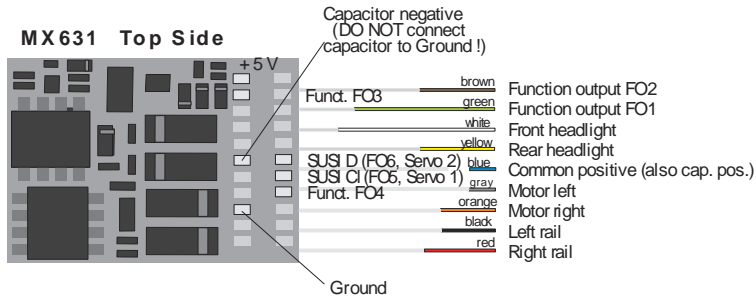 Capacitor negative
(DO NOT connect
capacitor to Ground !)
MX631 Top Side
+5V
Funct. FO3
brown Function output FO2
green Function output FO1
white Front headlight
yellow Rear headlight
SUSI D (FO6, Servo 2) blue Common positive (also cap. pos.)
SUSI Cl (FO5, Servo 1) gray Motor left
Funct. FO4
orange Motor right
black Left rail
red Right rail
Ground